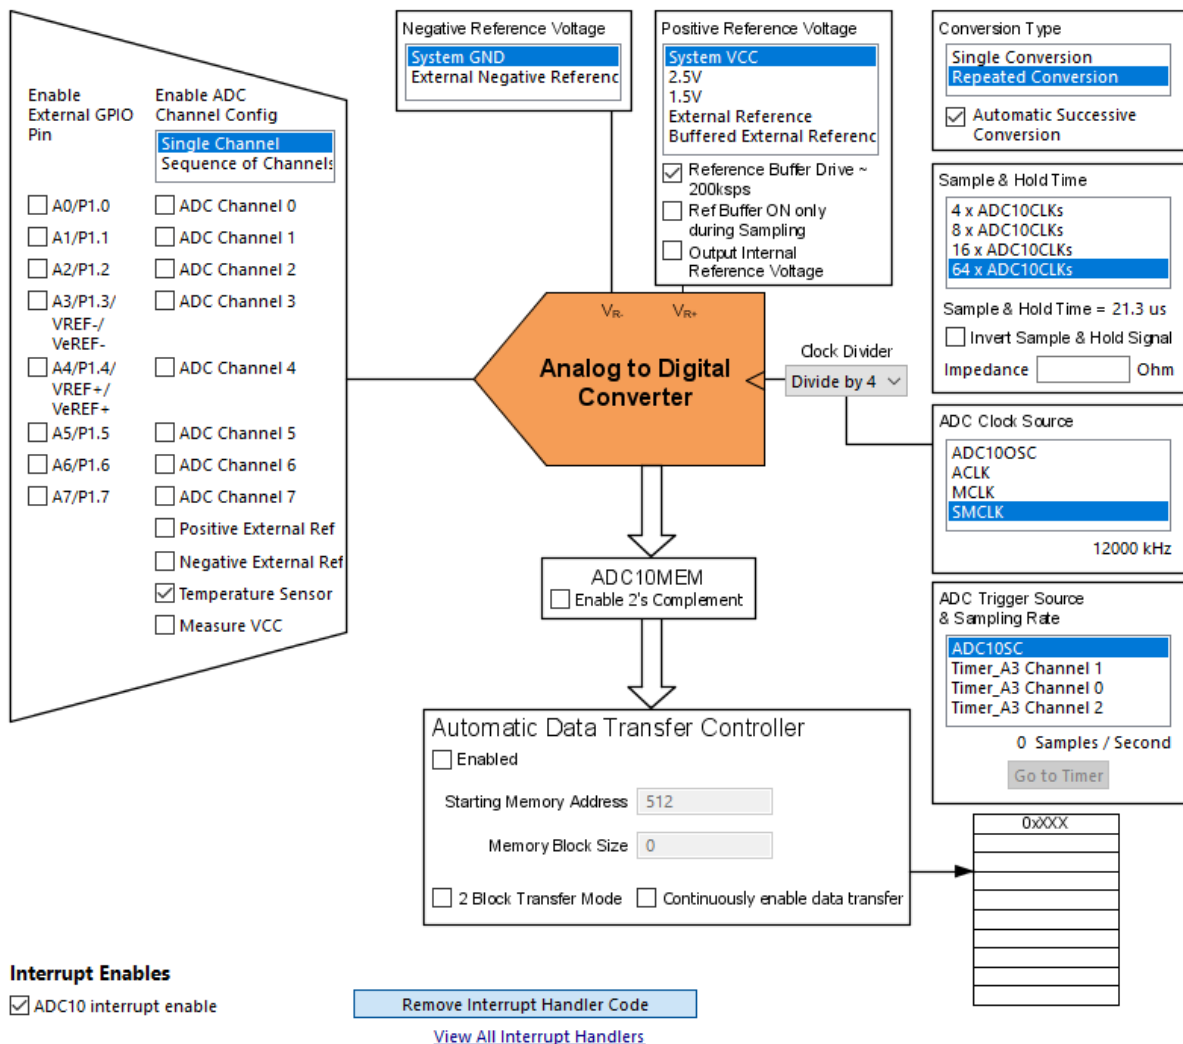 Negative Reference Voltage
System GND
External Negative Referenc
Positive Reference Voltage
System VCC
2.5V
1.5V
External Reference
Buffered External Referenc
Reference Buffer Drive ~
200ksps
Ref Buffer ON only
during Sampling
Output Internal
Reference Voltage
Conversion Type
Single Conversion
Repeated Conversion
Automatic Successive
Conversion
Enable
External GPIO
Pin
Enable ADC
Channel Config
Single Channel
Sequence of Channels
A0/P1.0
ADC Channel 0
A1/P1.1
ADC Channel 1
A2/P1.2
ADC Channel 2
A3/P1.3/
VREF-/
VeREF-
ADC Channel 3
A4/P1.4/
VREF+/
VeREF+
ADC Channel 4
A5/P1.5
ADC Channel 5
A6/P1.6
ADC Channel 6
A7/P1.7
ADC Channel 7
Positive External Ref
Negative External Ref
Temperature Sensor
Measure VCC
Sample & Hold Time
4 x ADC10CLKs
8 x ADC10CLKs
16 x ADC10CLKs
64 x ADC10CLKs
Sample & Hold Time = 21.3 us
Invert Sample & Hold Signal
Impedance
Ohm
VR-
VR+
Analog to Digital
Converter
Clock Divider
Divide by 4
ADC Clock Source
ADC10OSC
ACLK
MCLK
SMCLK
12000 kHz
ADC10MEM
Enable 2's Complement
ADC Trigger Source
& Sampling Rate
ADC10SC
Timer_A3 Channel 1
Timer_A3 Channel 0
Timer_A3 Channel 2
0 Samples / Second
Go to Timer
Automatic Data Transfer Controller
Enabled
Starting Memory Address
512
Memory Block Size
0
2 Block Transfer Mode
Continuously enable data transfer
0xXXX
Interrupt Enables
ADC10 interrupt enable
Remove Interrupt Handler Code
View All Interrupt Handlers